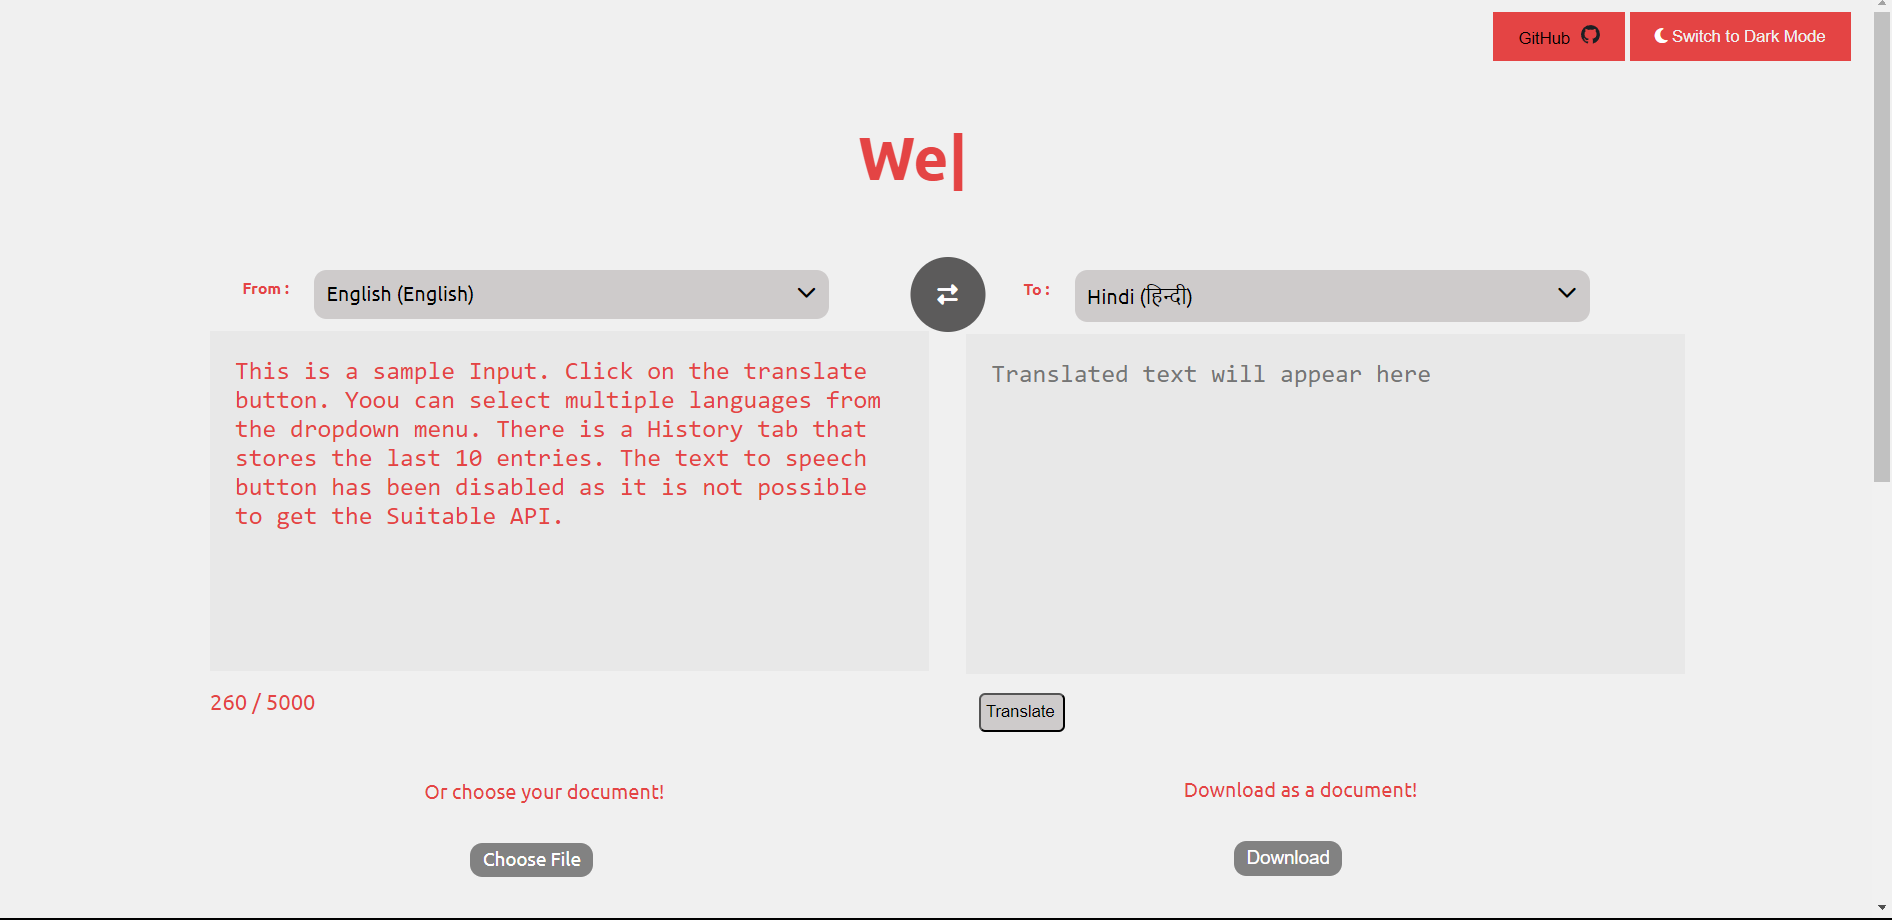 GitHub
Switch to Dark Mode
We|
From :
English (English)
To :
Hindi (हिन्दी)
This is a sample Input. Click on the translate
button. Yoou can select multiple languages from
the dropdown menu. There is a History tab that
stores the last 10 entries. The text to speech
button has been disabled as it is not possible
to get the Suitable API.
Translated text will appear here
260 / 5000
Translate
Or choose your document!
Download as a document!
Choose File
Download